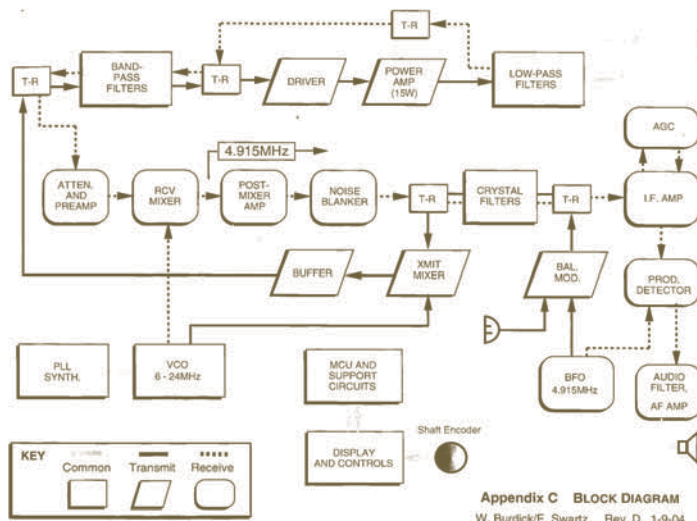 T-R
T-R
BAND-
PASS
FILTERS
T-R
DRIVER
POWER
AMP
(15W)
LOW-PASS
FILTERS
AGC
4.915MHz
ATTEN.
AND
PREAMP
RCV
MIXER
POST-
MIXER
AMP
NOISE
BLANKER
T-R
CRYSTAL
FILTERS
T-R
I.F. AMP
BUFFER
XMIT
MIXER
BAL.
MOD.
PROD.
DETECTOR
PLL
SYNTH.
VCO
6 - 24MHz
MCU AND
SUPPORT
CIRCUITS
BFO
4.915MHz
AUDIO
FILTER,
AF AMP
DISPLAY
AND CONTROLS
Shaft Encoder
KEY
Common
Transmit
Receive
Appendix C BLOCK DIAGRAM
W. Burdick/E. Swartz Rev. D 1-9-04